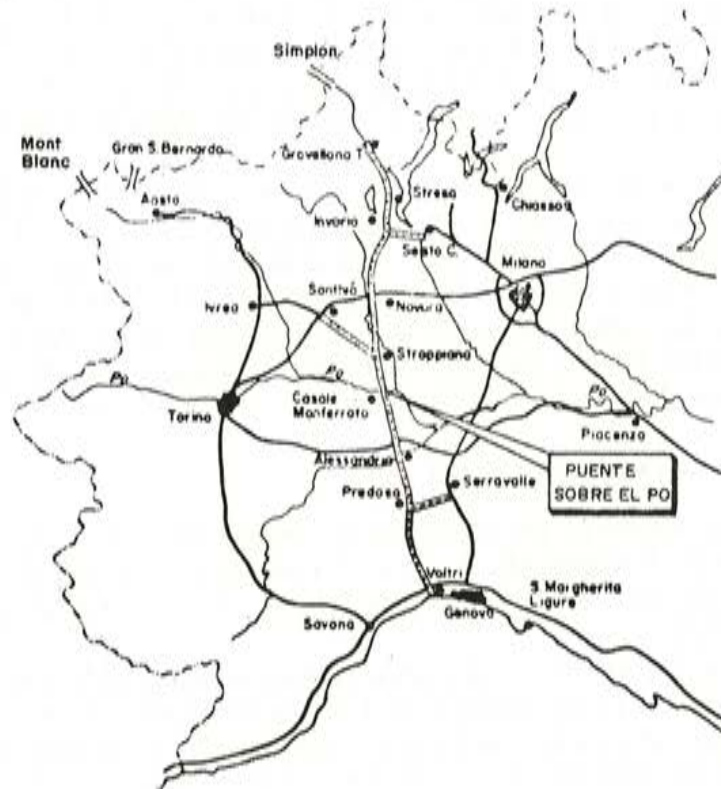 Simplon
Mont
Blanc
Gran S. Bernardo
Gravellona T.
Aosta
Stresa
Chiasso
Invorio
Sesto C.
Milano
Santhià
Ivrea
Novara
Stroppiana
Po
Po
Po
Torino
Casale
Monferrato
Piacenza
Alessandria
PUENTE
SOBRE EL PO
Serravalle
Predosa
Voltri
S. Margherita
Ligure
Genova
Savona